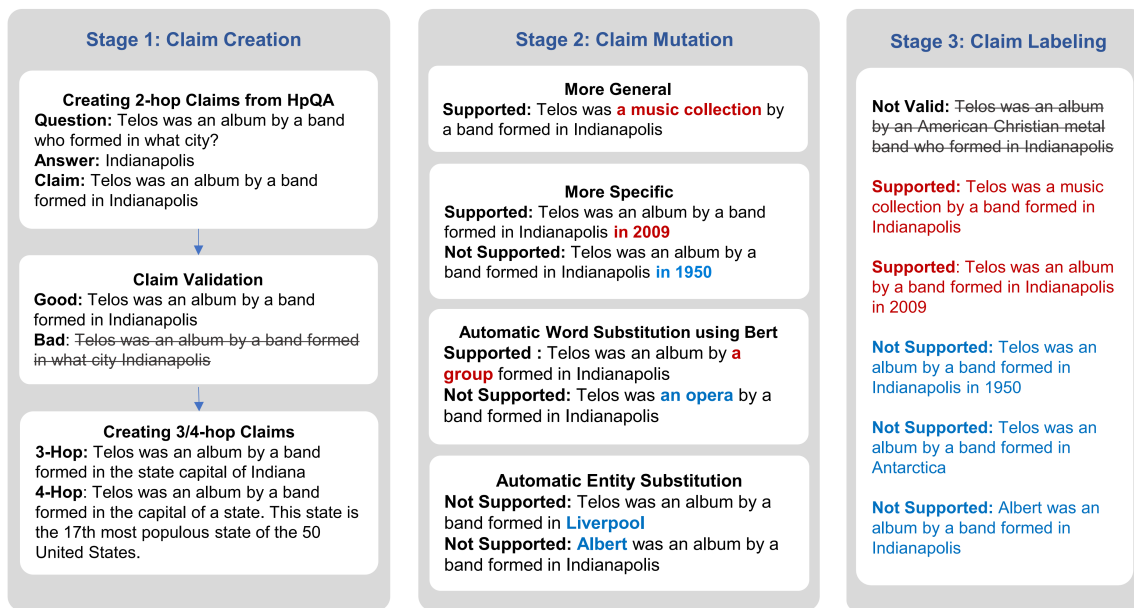 Stage 1: Claim Creation
Creating 2-hop Claims from HpQA
Question: Telos was an album by a band
who formed in what city?
Answer: Indianapolis
Claim: Telos was an album by a band
formed in Indianapolis
Claim Validation
Good: Telos was an album by a band
formed in Indianapolis
Bad: Telos was an album by a band formed
in what city Indianapolis
Creating 3/4-hop Claims
3-Hop: Telos was an album by a band
formed in the state capital of Indiana
4-Hop: Telos was an album by a band
formed in the capital of a state. This state is
the 17th most populous state of the 50
United States.
Stage 2: Claim Mutation
More General
Supported: Telos was a music collection by
a band formed in Indianapolis
More Specific
Supported: Telos was an album by a band
formed in Indianapolis in 2009
Not Supported: Telos was an album by a
band formed in Indianapolis in 1950
Automatic Word Substitution using Bert
Supported : Telos was an album by a
group formed in Indianapolis
Not Supported: Telos was an opera by a
band formed in Indianapolis
Automatic Entity Substitution
Not Supported: Telos was an album by a
band formed in Liverpool
Not Supported: Albert was an album by a
band formed in Indianapolis
Stage 3: Claim Labeling
Not Valid: Telos was an album
by an American Christian metal
band who formed in Indianapolis
Supported: Telos was a music
collection by a band formed in
Indianapolis
Supported: Telos was an album
by a band formed in Indianapolis
in 2009
Not Supported: Telos was an
album by a band formed in
Indianapolis in 1950
Not Supported: Telos was an
album by a band formed in
Antarctica
Not Supported: Albert was an
album by a band formed in
Indianapolis